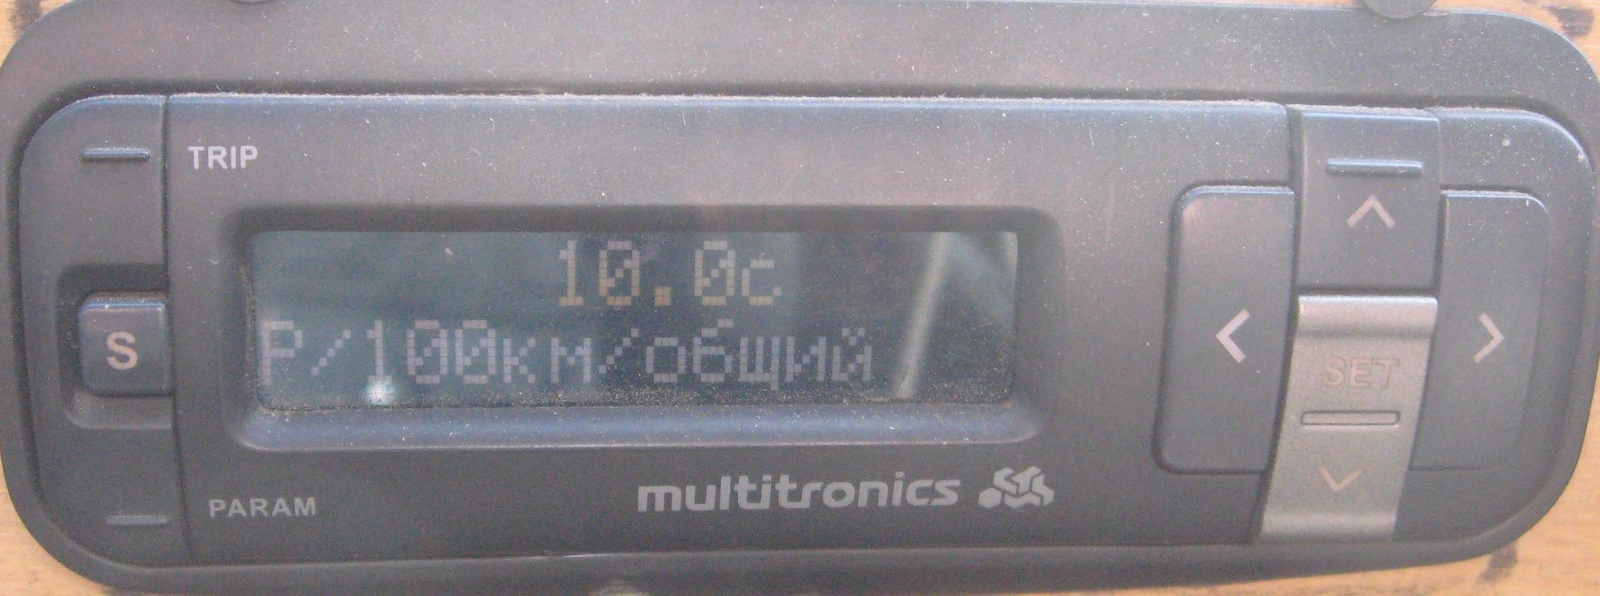 TRIP
10.0с
Р/100км/общий
S
SET
PARAM
multitronics